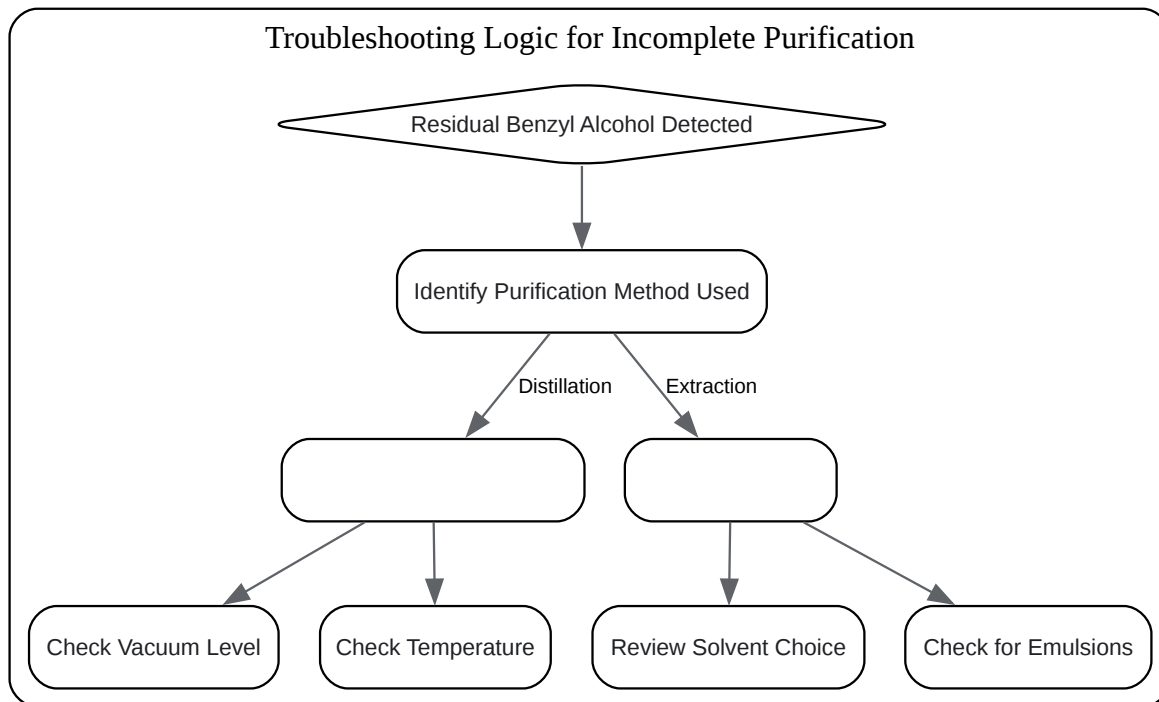 Troubleshooting Logic for Incomplete Purification
Residual Benzyl Alcohol Detected
Identify Purification Method Used
Distillation
Extraction
Check Vacuum Level
Check Temperature
Review Solvent Choice
Check for Emulsions